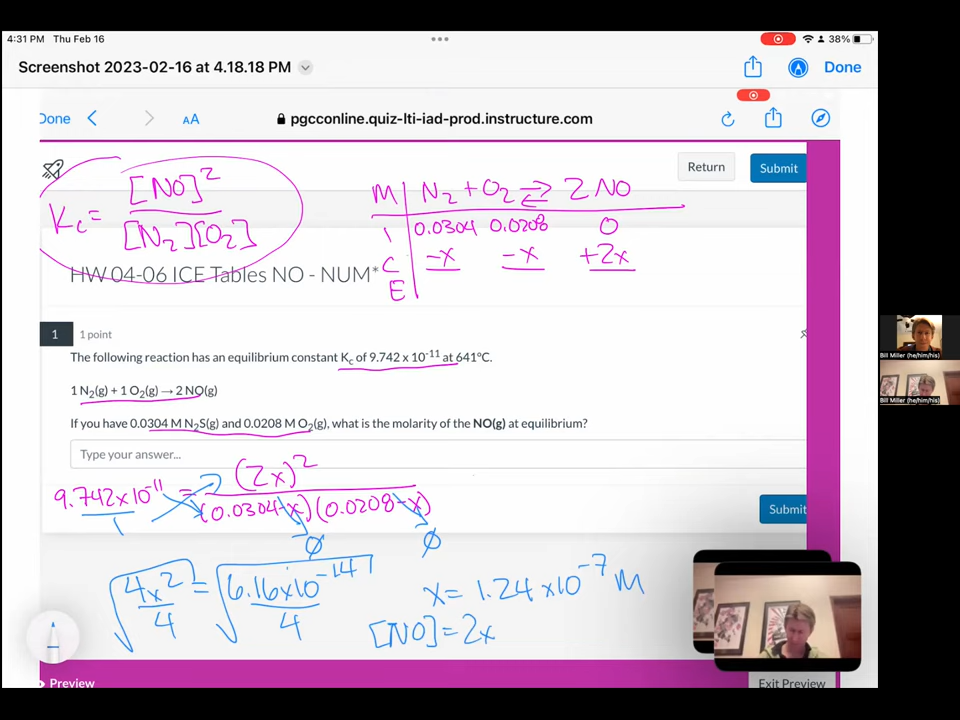 4:31 PM Thu Feb 16
38%
Screenshot 2023-02-16 at 4.18.18 PM
Done
Done
AA
pgcconline.quiz-lti-iad-prod.instructure.com
Return
Submit
Kc = [NO]² / [N₂][O₂]
M N₂ + O₂ ⇌ 2 NO
I 0.0304 0.0208 0
C -x -x +2x
E
HW 04-06 ICE Tables NO - NUM*
1
1 point
The following reaction has an equilibrium constant Kc of 9.742 x 10⁻¹¹ at 641°C.
1 N₂(g) + 1 O₂(g) → 2 NO(g)
If you have 0.0304 M N₂S(g) and 0.0208 M O₂(g), what is the molarity of the NO(g) at equilibrium?
Type your answer...
9.742x10⁻¹¹ / 1 = (2x)² / (0.0304-x)(0.0208-x)
0 0
Submit
√4x²/4 = √6.16x10⁻¹⁴/4
x = 1.24 x 10⁻⁷ M
[NO] = 2x
Preview
Exit Preview
Bill Miller (he/him/his)
Bill Miller (he/him/his)